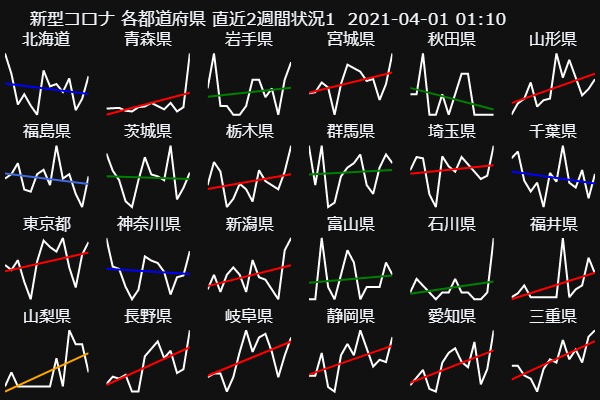 新型コロナ 各都道府県 直近2週間状況1 2021-04-01 01:10
北海道 青森県 岩手県 宮城県 秋田県 山形県
福島県 茨城県 栃木県 群馬県 埼玉県 千葉県
東京都 神奈川県 新潟県 富山県 石川県 福井県
山梨県 長野県 岐阜県 静岡県 愛知県 三重県